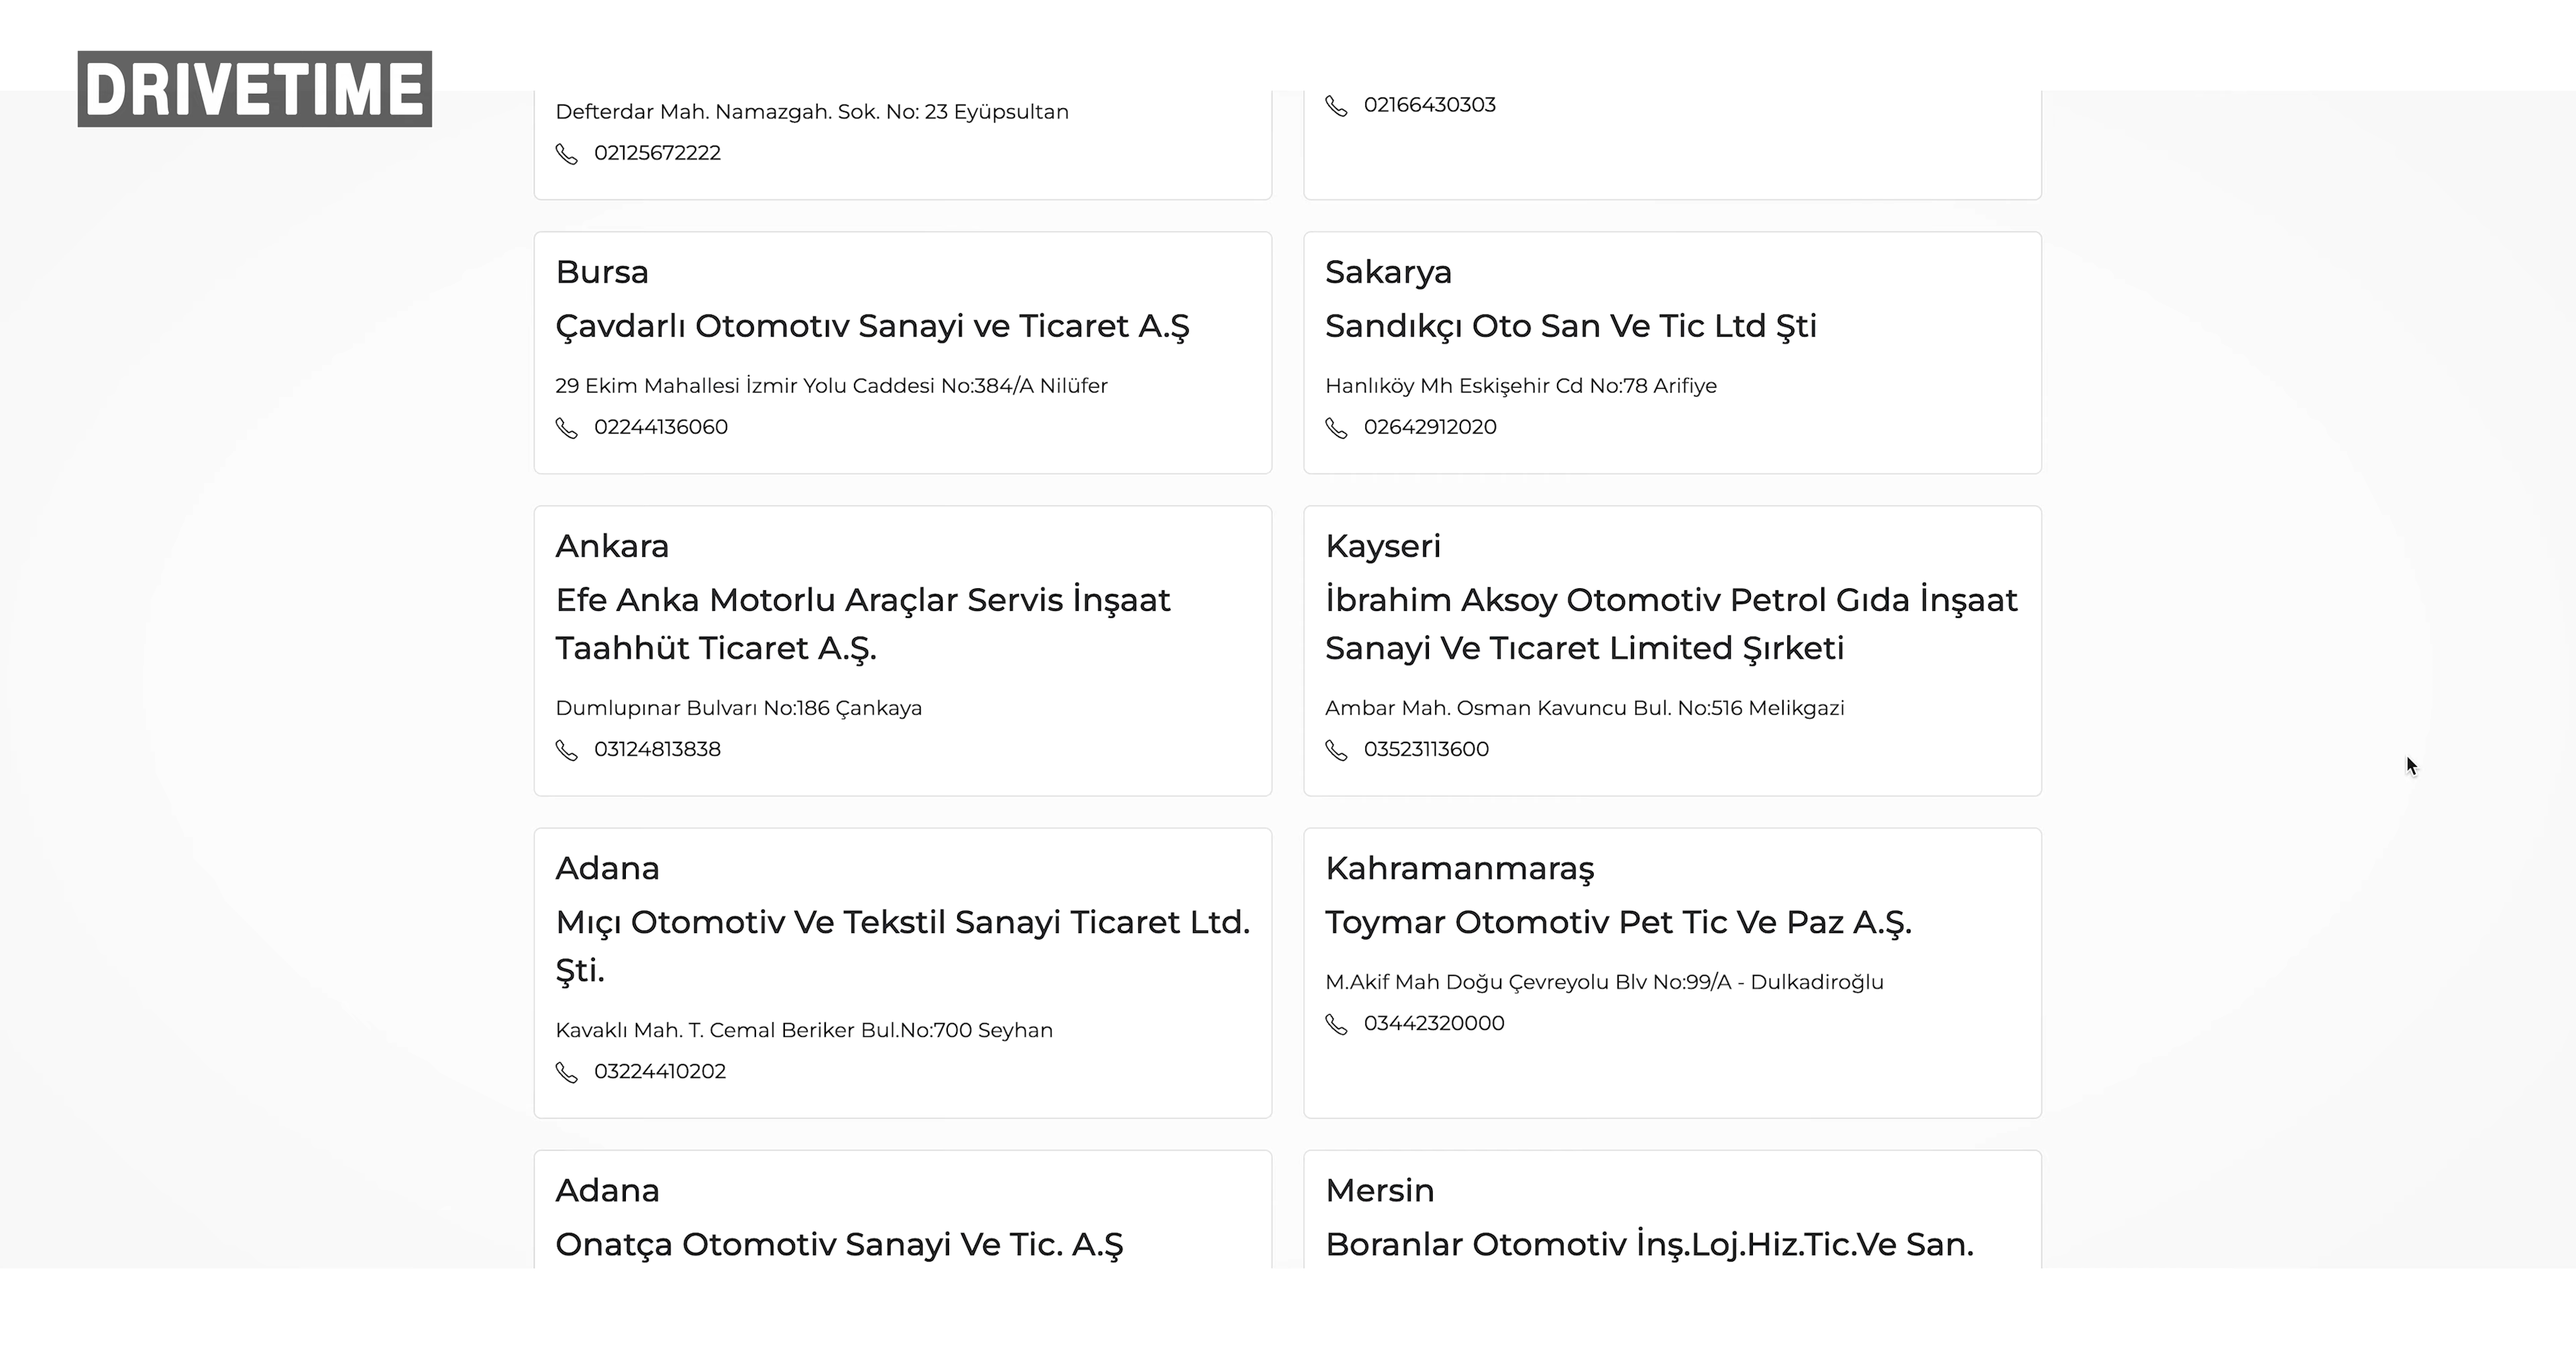 DRIVETIME
Defterdar Mah. Namazgah. Sok. No: 23 Eyüpsultan
02125672222
02166430303
Bursa
Çavdarlı Otomotıv Sanayi ve Ticaret A.Ş
29 Ekim Mahallesi İzmir Yolu Caddesi No:384/A Nilüfer
02244136060
Sakarya
Sandıkçı Oto San Ve Tic Ltd Şti
Hanlıköy Mh Eskişehir Cd No:78 Arifiye
02642912020
Ankara
Efe Anka Motorlu Araçlar Servis İnşaat
Taahhüt Ticaret A.Ş.
Dumlupınar Bulvarı No:186 Çankaya
03124813838
Kayseri
İbrahim Aksoy Otomotiv Petrol Gıda İnşaat
Sanayi Ve Tıcaret Limited Şırketi
Ambar Mah. Osman Kavuncu Bul. No:516 Melikgazi
03523113600
Adana
Mıçı Otomotiv Ve Tekstil Sanayi Ticaret Ltd.
Şti.
Kavaklı Mah. T. Cemal Beriker Bul.No:700 Seyhan
03224410202
Kahramanmaraş
Toymar Otomotiv Pet Tic Ve Paz A.Ş.
M.Akif Mah Doğu Çevreyolu Blv No:99/A - Dulkadiroğlu
03442320000
Adana
Onatça Otomotiv Sanayi Ve Tic. A.Ş
Mersin
Boranlar Otomotiv İnş.Loj.Hiz.Tic.Ve San.